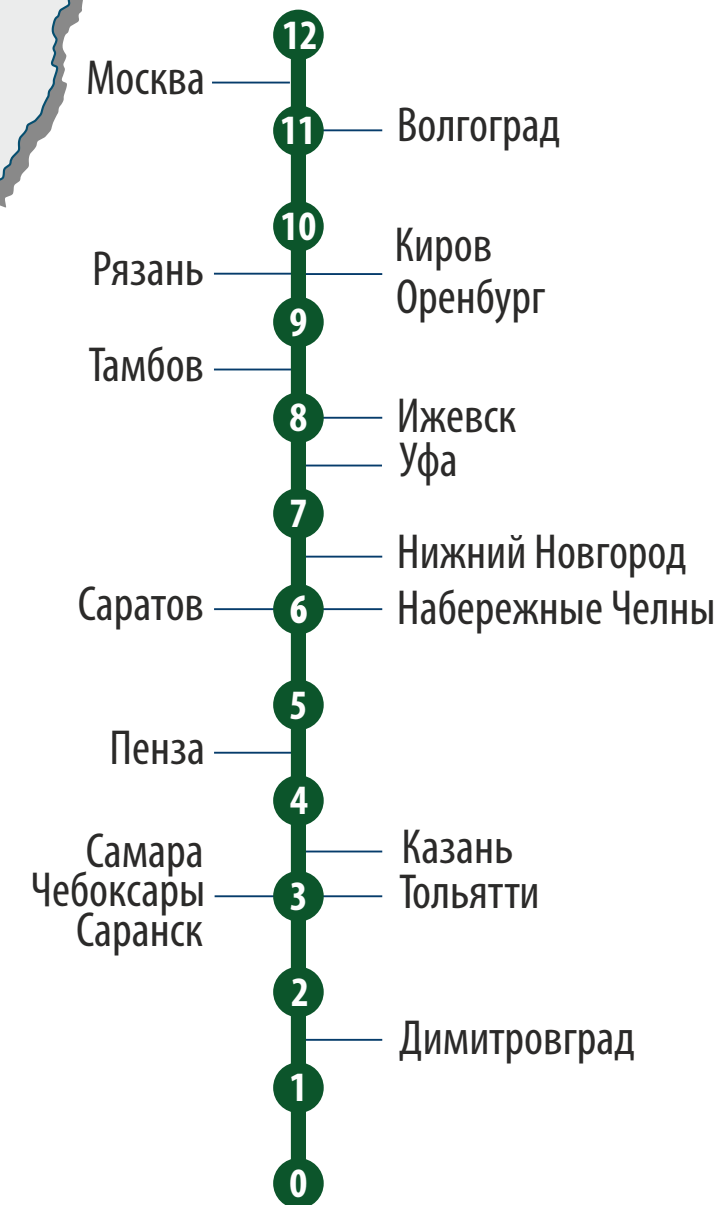 12
Москва
11
Волгоград
10
Киров
Рязань
Оренбург
9
Тамбов
8
Ижевск
Уфа
7
Нижний Новгород
Саратов
6
Набережные Челны
5
Пенза
4
Самара
Казань
Чебоксары
3
Тольятти
Саранск
2
Димитровград
1
0